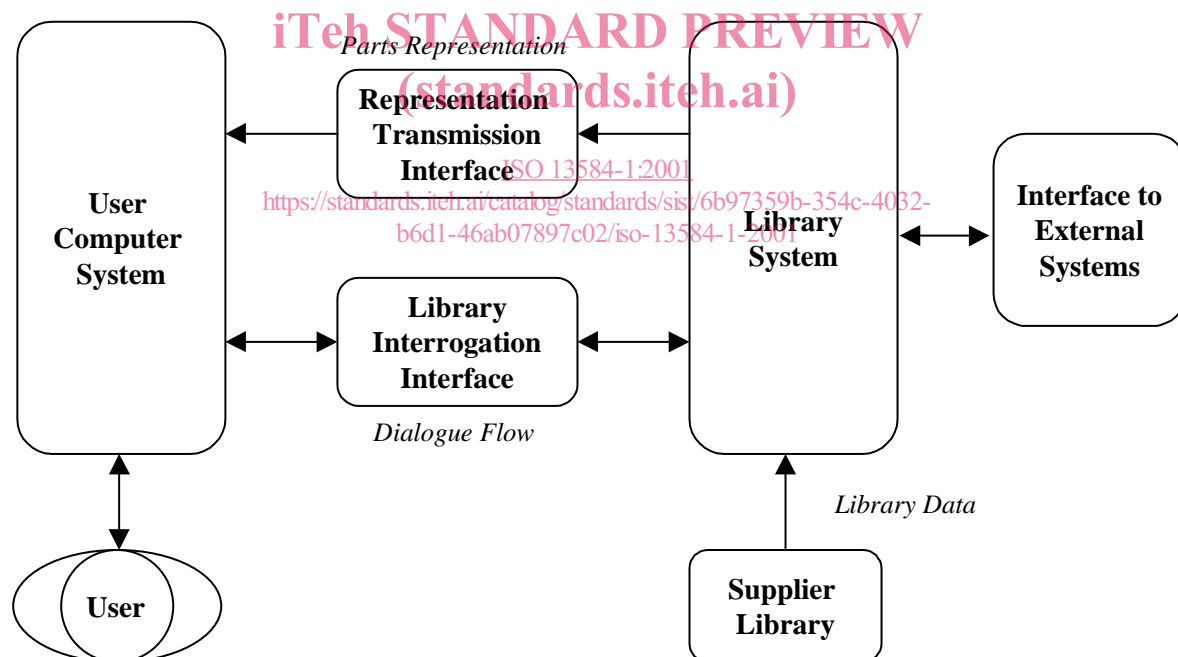 iTeh STANDARD PREVIEW
(standards.iteh.ai)
ISO 13584-1:2001
https://standards.iteh.ai/catalog/standards/sist/6b97359b-354c-4032-
b6d1-46ab07897c02/iso-13584-1-2001
Parts Representation
Representation
Transmission
Interface
User
Computer
System
Library
System
Interface to
External
Systems
Library
Interrogation
Interface
Dialogue Flow
Library Data
User
Supplier
Library